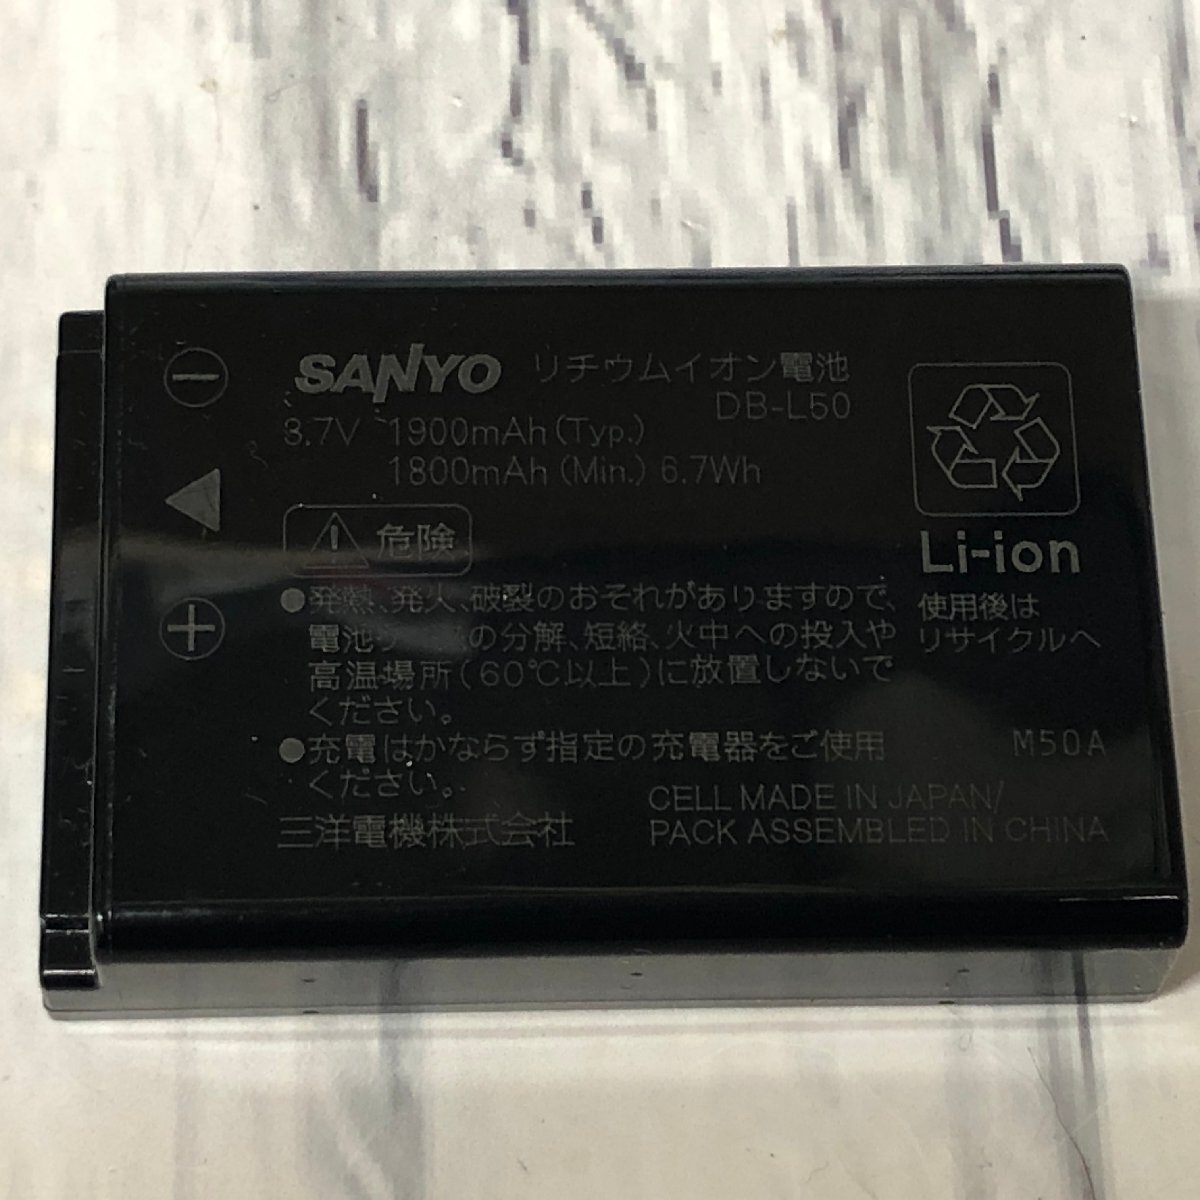 SANYO リチウムイオン電池
DB-L50
3.7V 1900mAh (Typ.)
1800mAh (Min.) 6.7Wh
危険
●発熱、発火、破裂のおそれがありますので、
電池の分解、短絡、火中への投入や
高温場所(60℃以上)に放置しないで
ください。
●充電はかならず指定の充電器をご使用
ください。
三洋電機株式会社
Li-ion
使用後は
リサイクルへ
M50A
CELL MADE IN JAPAN/
PACK ASSEMBLED IN CHINA